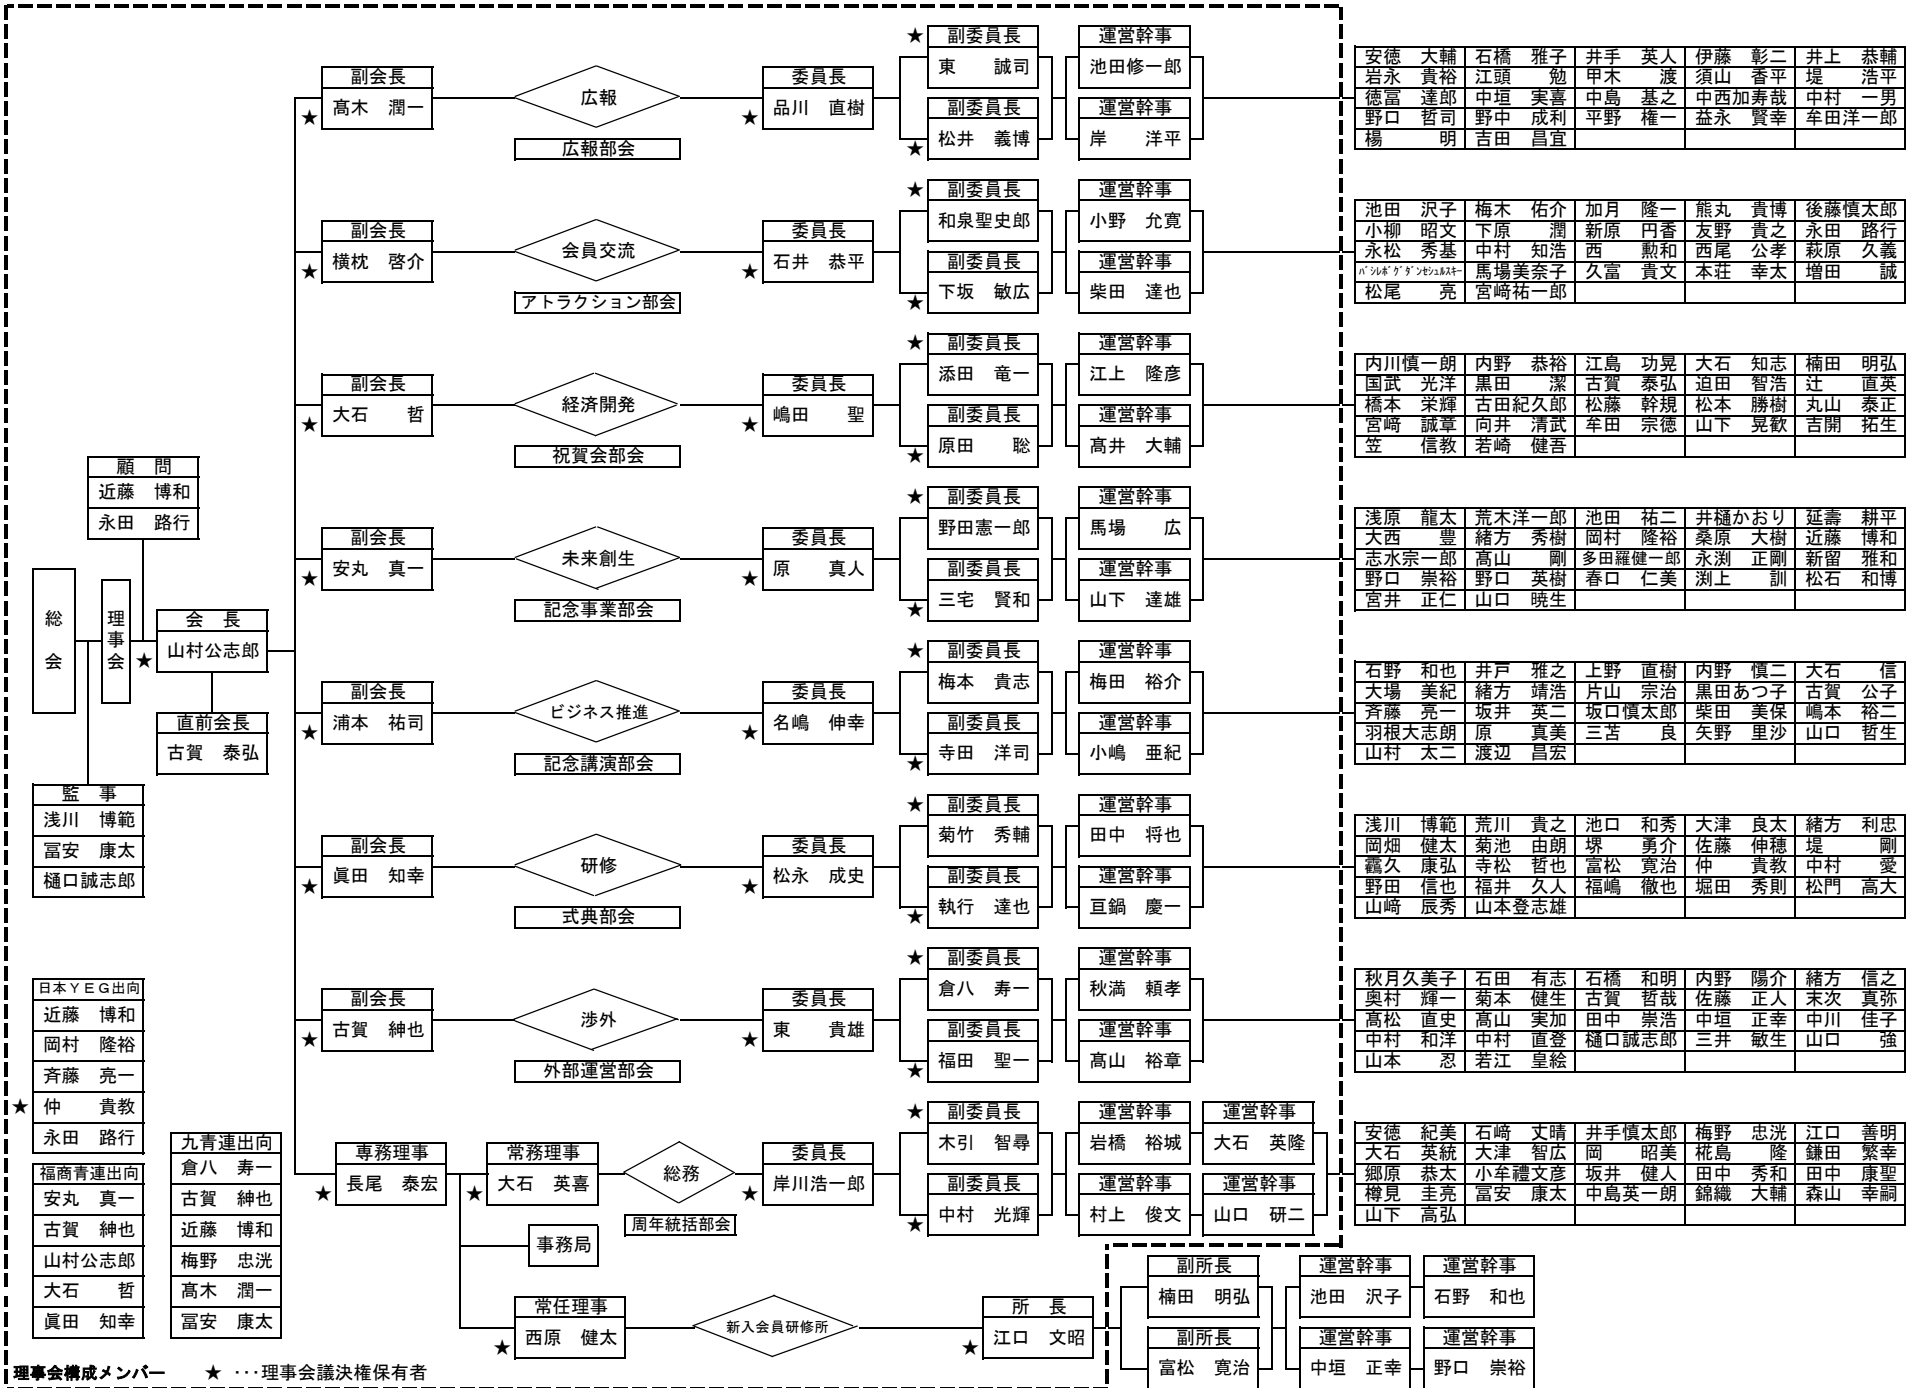 副会長
髙木　潤一
広報
広報部会
委員長
品川　直樹
副委員長
東　誠司
副委員長
松井　義博
運営幹事
池田修一郎
運営幹事
岸　洋平
安徳　大輔　石橋　雅子　井手　英人　伊藤　彰二　井上　恭輔
岩永　貴裕　江頭　勉　甲木　渡　須山　香平　堤　浩平
徳冨　達郎　中垣　実喜　中島　基之　中西加寿哉　中村　一男
野口　哲司　野中　成利　平野　権一　益永　賢幸　牟田洋一郎
楊　明　吉田　昌宜
副会長
横枕　啓介
会員交流
アトラクション部会
委員長
石井　恭平
副委員長
和泉聖史郎
副委員長
下坂　敏広
運営幹事
小野　允寛
運営幹事
柴田　達也
池田　沢子　梅木　佑介　加月　隆一　熊丸　貴博　後藤慎太郎
小柳　昭文　下原　潤　新原　円香　友野　貴之　永田　路行
永松　秀基　中村　知浩　西　勲和　西尾　公孝　萩原　久義
馬場美奈子　久富　貴文　本荘　幸太　増田　誠
松尾　亮　宮﨑祐一郎
副会長
大石　哲
経済開発
祝賀会部会
委員長
嶋田　聖
副委員長
添田　竜一
副委員長
原田　聡
運営幹事
江上　隆彦
運営幹事
髙井　大輔
内川慎一朗　内野　恭裕　江島　功晃　大石　知志　楠田　明弘
国武　光洋　黒田　潔　古賀　泰弘　迫田　智浩　辻　直英
橋本　栄輝　古田紀久郎　松藤　幹規　松本　勝樹　丸山　泰正
宮﨑　誠章　向井　清武　牟田　宗徳　山下　晃歓　吉開　拓生
笠　信教　若崎　健吾
顧　問
近藤　博和
永田　路行
副会長
安丸　真一
未来創生
記念事業部会
委員長
原　真人
副委員長
野田憲一郎
副委員長
三宅　賢和
運営幹事
馬場　広
運営幹事
山下　達雄
浅原　龍太　荒木洋一郎　池田　祐二　井樋かおり　延壽　耕平
大西　豊　緒方　秀樹　岡村　隆裕　桑原　大樹　近藤　博和
志水宗一郎　髙山　剛　多田羅健一郎　永渕　正剛　新留　雅和
野口　崇裕　野口　英樹　春口　仁美　渕上　訓　松石　和博
宮井　正仁　山口　暁生
総会
理事会
会　長
山村公志郎
直前会長
古賀　泰弘
監　事
浅川　博範
冨安　康太
樋口誠志郎
副会長
浦本　祐司
ビジネス推進
記念講演部会
委員長
名嶋　伸幸
副委員長
梅本　貴志
副委員長
寺田　洋司
運営幹事
梅田　裕介
運営幹事
小嶋　亜紀
石野　和也　井戸　雅之　上野　直樹　内野　慎二　大石　信
大場　美紀　緒方　靖浩　片山　宗治　黒田あつ子　古賀　公子
斉藤　亮一　坂井　英二　坂口慎太郎　柴田　美保　嶋本　裕二
羽根大志朗　原　真美　三苫　良　矢野　里沙　山口　哲生
山村　太二　渡辺　昌宏
副会長
眞田　知幸
研修
式典部会
委員長
松永　成史
副委員長
菊竹　秀輔
副委員長
執行　達也
運営幹事
田中　将也
運営幹事
亘鍋　慶一
浅川　博範　荒川　貴之　池口　和秀　大津　良太　緒方　利忠
岡畑　健太　菊池　由朗　堺　勇介　佐藤　伸穂　堤　剛
靍久　康弘　寺松　哲也　富松　寛治　仲　貴教　中村　愛
野田　信也　福井　久人　福嶋　徹也　堀田　秀則　松門　高大
山﨑　辰秀　山本登志雄
副会長
古賀　紳也
渉外
外部運営部会
委員長
東　貴雄
副委員長
倉八　寿一
副委員長
福田　聖一
運営幹事
秋満　頼孝
運営幹事
髙山　裕章
秋月久美子　石田　有志　石橋　和明　内野　陽介　緒方　信之
奥村　輝一　菊本　健生　古賀　哲哉　佐藤　正人　末次　真弥
髙松　直史　髙山　実加　田中　崇浩　中垣　正幸　中川　佳子
中村　和洋　中村　直登　樋口誠志郎　三井　敏生　山口　強
山本　忍　若江　皇絵
日本ＹＥＧ出向
近藤　博和
岡村　隆裕
斉藤　亮一
★　仲　貴教
永田　路行
福商青連出向
安丸　真一
古賀　紳也
山村公志郎
大石　哲
眞田　知幸
九青連出向
倉八　寿一
古賀　紳也
近藤　博和
梅野　忠洸
髙木　潤一
冨安　康太
専務理事
長尾　泰宏
常務理事
大石　英喜
総務
周年統括部会
委員長
岸川浩一郎
副委員長
木引　智尋
副委員長
中村　光輝
運営幹事
岩橋　裕城
運営幹事
村上　俊文
運営幹事
大石　英隆
運営幹事
山口　研二
安徳　紀美　石﨑　丈晴　井手慎太郎　梅野　忠洸　江口　善明
大石　英統　大津　智広　岡　昭美　椛島　隆　鎌田　繁幸
郷原　恭太　小牟禮文彦　坂井　健人　田中　秀和　田中　康聖
樽見　圭亮　冨安　康太　中島英一朗　錦織　大輔　森山　幸嗣
山下　高弘
事務局
常任理事
西原　健太
新入会員研修所
所　長
江口　文昭
副所長
楠田　明弘
副所長
富松　寛治
運営幹事
池田　沢子
運営幹事
中垣　正幸
運営幹事
石野　和也
運営幹事
野口　崇裕
理事会構成メンバー　★　･･･理事会議決権保有者